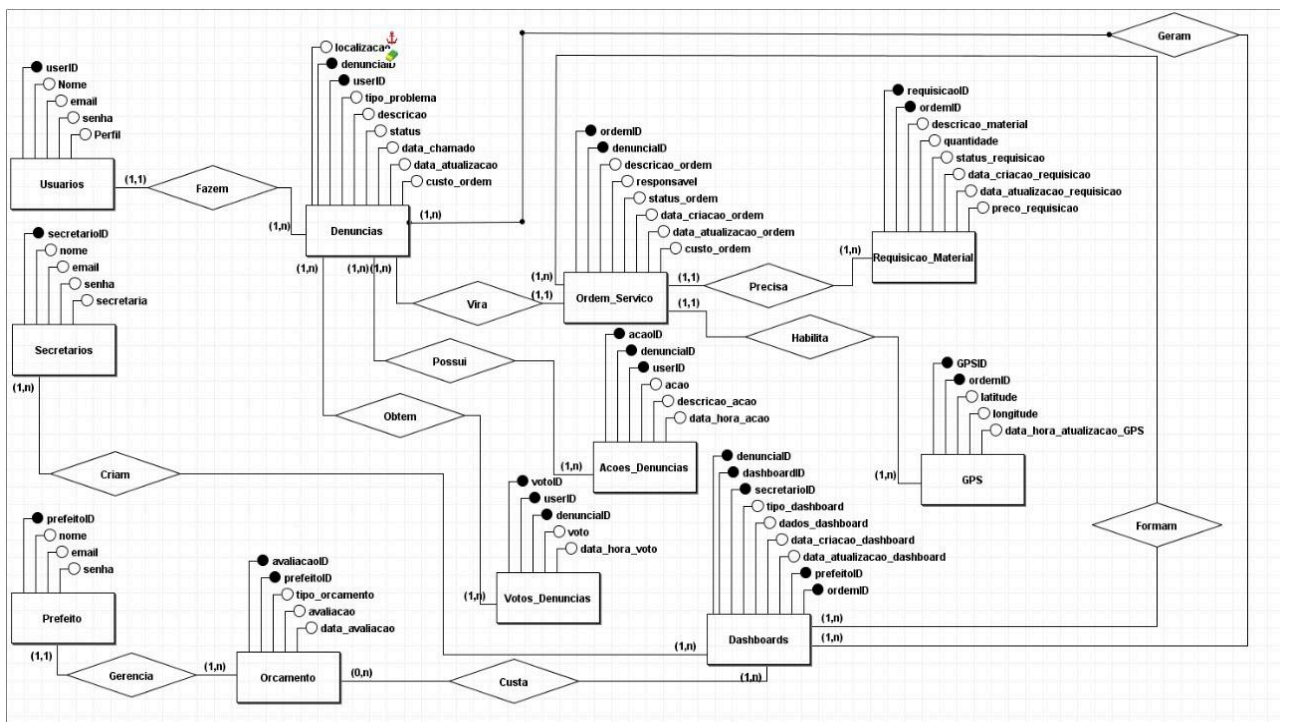 Geram
localizacao
denunciaID
userID
tipo_problema
descricao
status
data_chamado
data_atualizacao
custo_ordem
Denuncias
(1,n)
(1,n)
(1,n)
(1,n)
(1,n)
userID
Nome
email
senha
Perfil
Usuarios
(1,1)
Fazem
ordemID
denunciaID
descricao_ordem
responsavel
status_ordem
data_criacao_ordem
data_atualizacao_ordem
custo_ordem
Ordem_Servico
(1,n)
(1,1)
(1,1)
(1,1)
Vira
Precisa
Habilita
requisicaoID
ordemID
descricao_material
quantidade
status_requisicao
data_criacao_requisicao
data_atualizacao_requisicao
preco_requisicao
Requisicao_Material
(1,n)
secretarioID
nome
email
senha
secretaria
Secretarios
(1,n)
Possui
Obtem
Criam
acaoID
denunciaID
userID
acao
descricao_acao
data_hora_acao
Acoes_Denuncias
(1,n)
GPSID
ordemID
latitude
longitude
data_hora_atualizacao_GPS
GPS
(1,n)
Formam
votoID
userID
denunciaID
voto
data_hora_voto
Votos_Denuncias
(1,n)
denunciaID
dashboardID
secretarioID
tipo_dashboard
dados_dashboard
data_criacao_dashboard
data_atualizacao_dashboard
prefeitoID
ordemID
Dashboards
(1,n)
(1,n)
(1,n)
(1,n)
prefeitoID
nome
email
senha
Prefeito
(1,1)
Gerencia
(1,n)
avaliacaoID
prefeitoID
tipo_orcamento
avaliacao
data_avaliacao
Orcamento
(0,n)
Custa